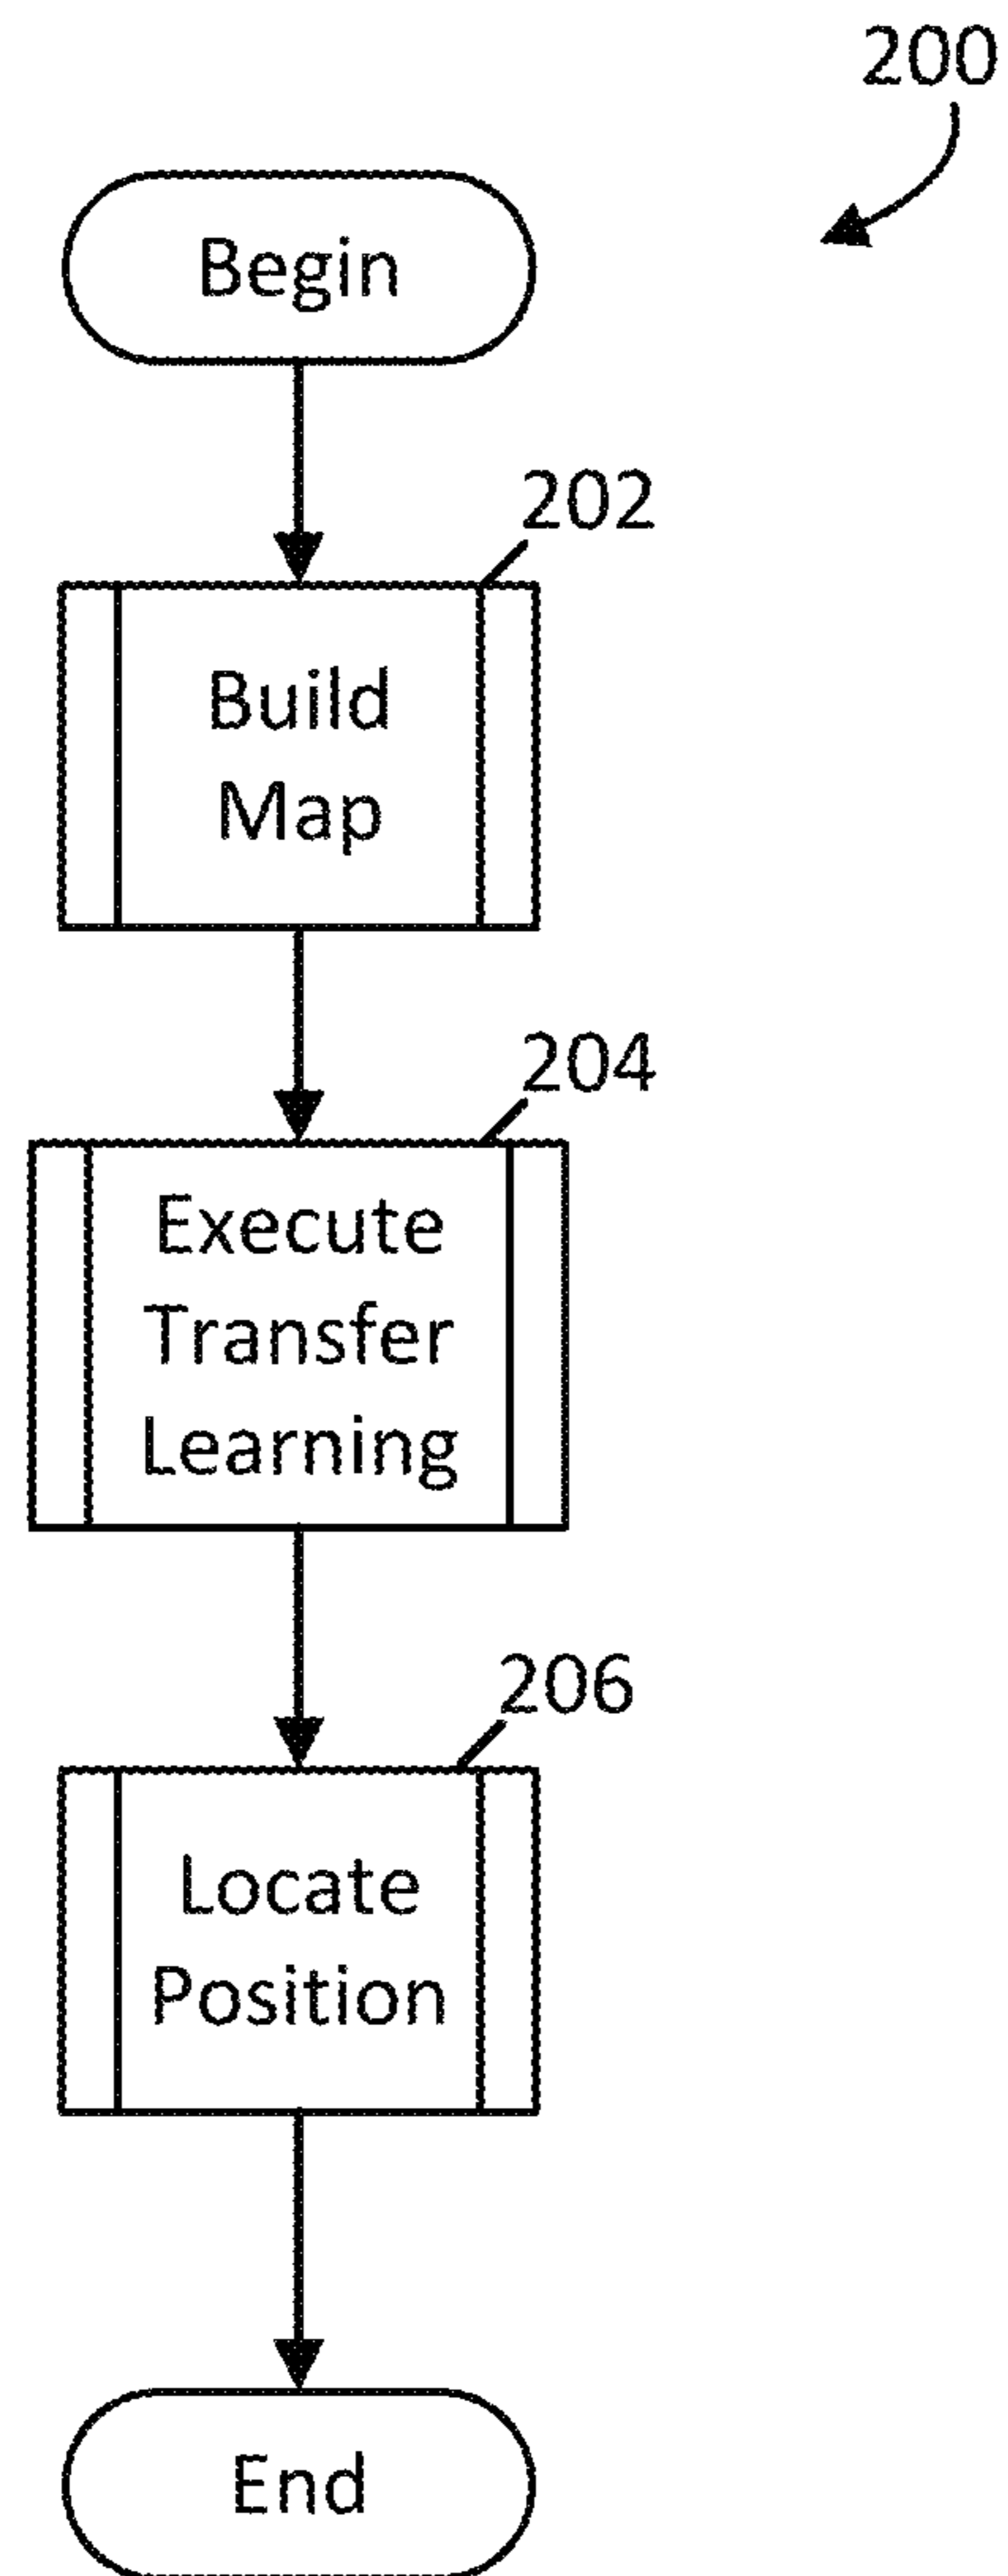 200
Begin
202
Build
Map
204
Execute
Transfer
Learning
206
Locate
Position
End